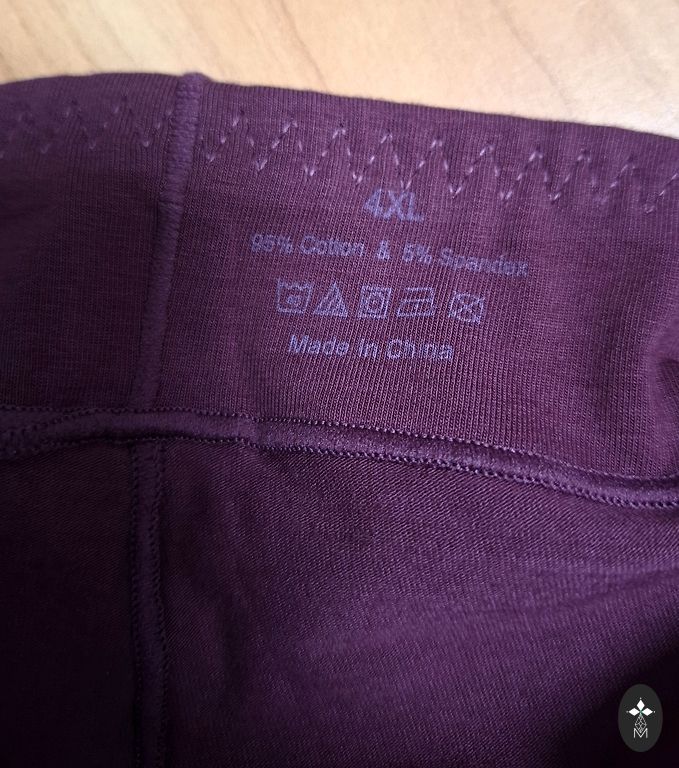 4XL
95% Cotton & 5% Spandex
Made In China
M